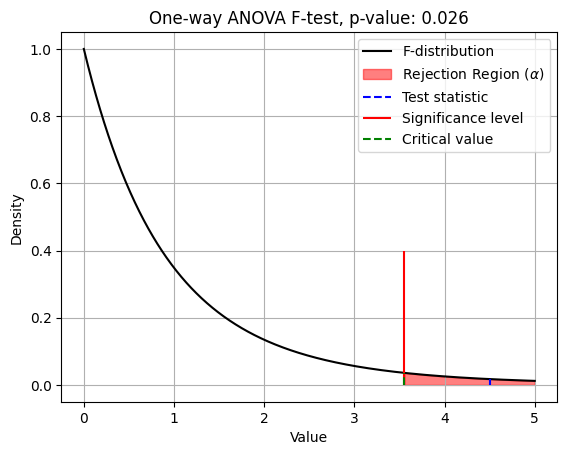 One-way ANOVA F-test, p-value: 0.026
1.0
0.8
0.6
0.4
0.2
0.0
Density
F-distribution
Rejection Region (α)
Test statistic
Significance level
Critical value
0 1 2 3 4 5
Value